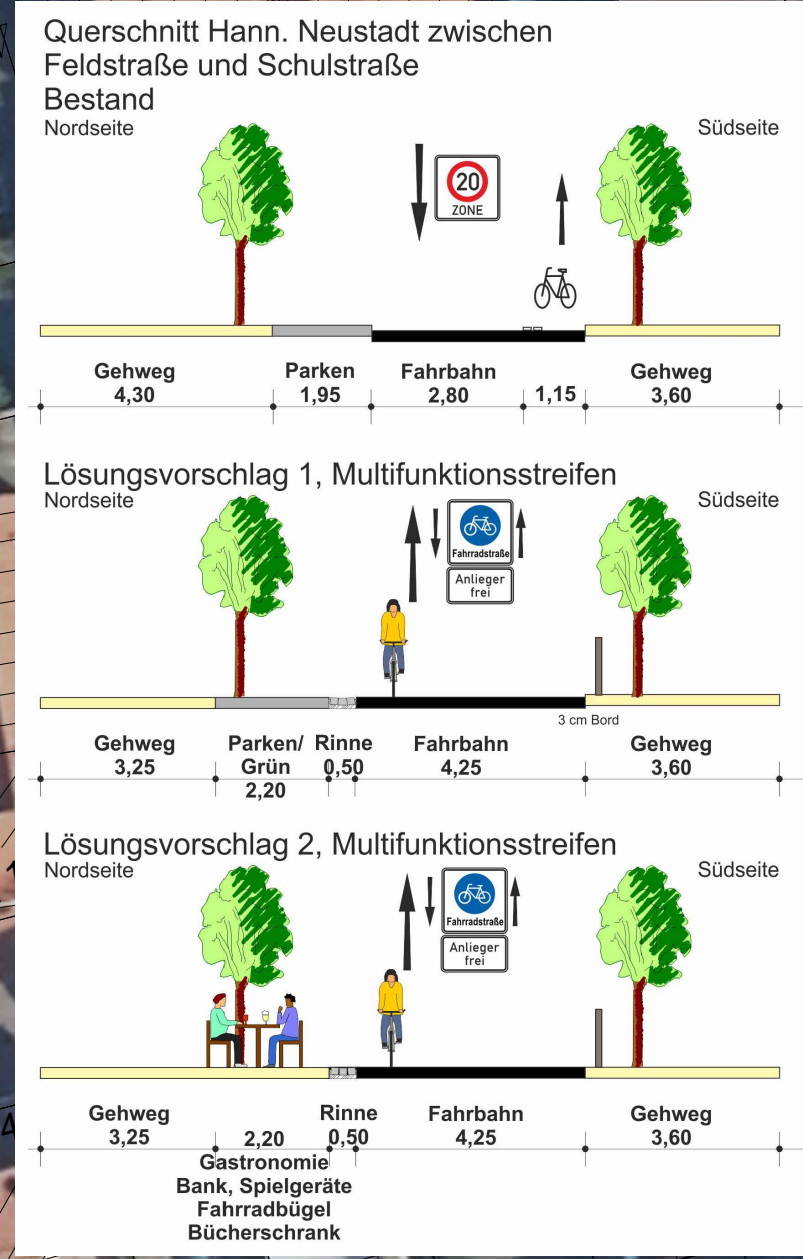 Querschnitt Hann. Neustadt zwischen
Feldstraße und Schulstraße
Bestand
Nordseite
Südseite
20
ZONE
Gehweg
4,30
Parken
1,95
Fahrbahn
2,80
1,15
Gehweg
3,60
Lösungsvorschlag 1, Multifunktionsstreifen
Nordseite
Südseite
Fahrradstraße
Anlieger
frei
3 cm Bord
Gehweg
3,25
Parken/
Grün
2,20
Rinne
0,50
Fahrbahn
4,25
Gehweg
3,60
Lösungsvorschlag 2, Multifunktionsstreifen
Nordseite
Südseite
Fahrradstraße
Anlieger
frei
Gehweg
3,25
2,20
Gastronomie
Bank, Spielgeräte
Fahrradbügel
Bücherschrank
Rinne
0,50
Fahrbahn
4,25
Gehweg
3,60